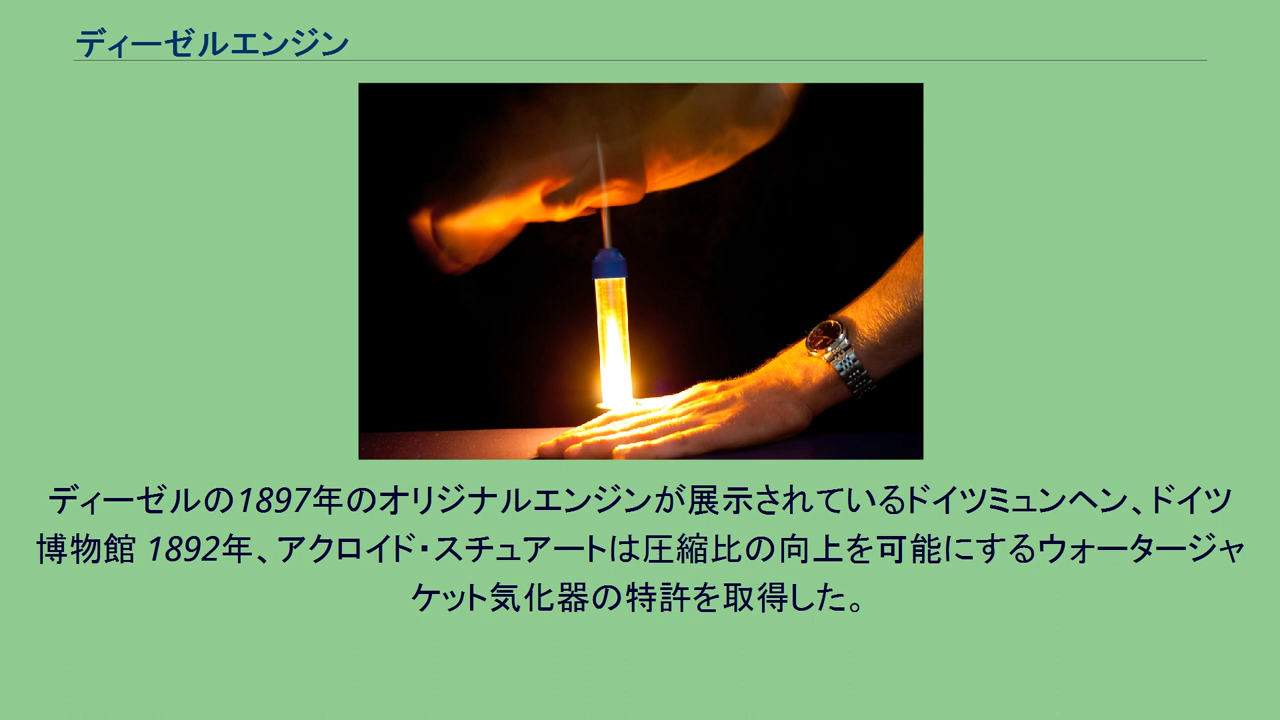 ディーゼルエンジン
ディーゼルの1897年のオリジナルエンジンが展示されているドイツミュンヘン、ドイツ
博物館 1892年、アクロイド・スチュアートは圧縮比の向上を可能にするウォータージャ
ケット気化器の特許を取得した。